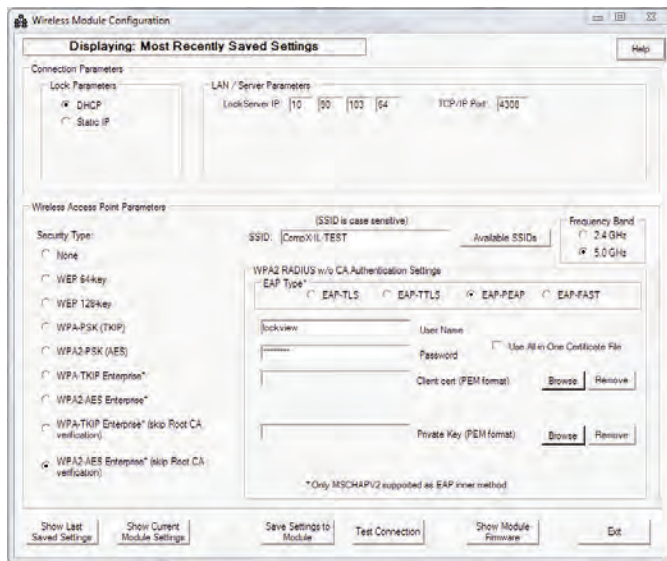 Wireless Module Configuration
Displaying: Most Recently Saved Settings
Help
Connection Parameters
Lock Parameters
DHCP
Static IP
LAN / Server Parameters
LockServer IP: 10 90 103 64 TCP/IP Port: 4300
Wireless Access Point Parameters
Security Type:
None
WEP 64-key
WEP 128-key
WPA-PSK (TKIP)
WPA2-PSK (AES)
WPA-TKIP Enterprise*
WPA2-AES Enterprise*
WPA-TKIP Enterprise* (skip Root CA
verification)
WPA2-AES Enterprise* (skip Root CA
verification)
(SSID is case sensitive)
SSID: CompX-IL-TEST Available SSIDs
Frequency Band
2.4 GHz
5.0 GHz
WPA2 RADIUS w/o CA Authentication Settings
EAP Type*
EAP-TLS EAP-TTLS EAP-PEAP EAP-FAST
lockview User Name
Password
Use All in One Certificate File
Client cert (PEM format) Browse Remove
Private Key (PEM format) Browse Remove
*Only MSCHAPV2 supported as EAP inner method
Show Last
Saved Settings
Show Current
Module Settings
Save Settings to
Module
Test Connection
Show Module
Firmware
Exit